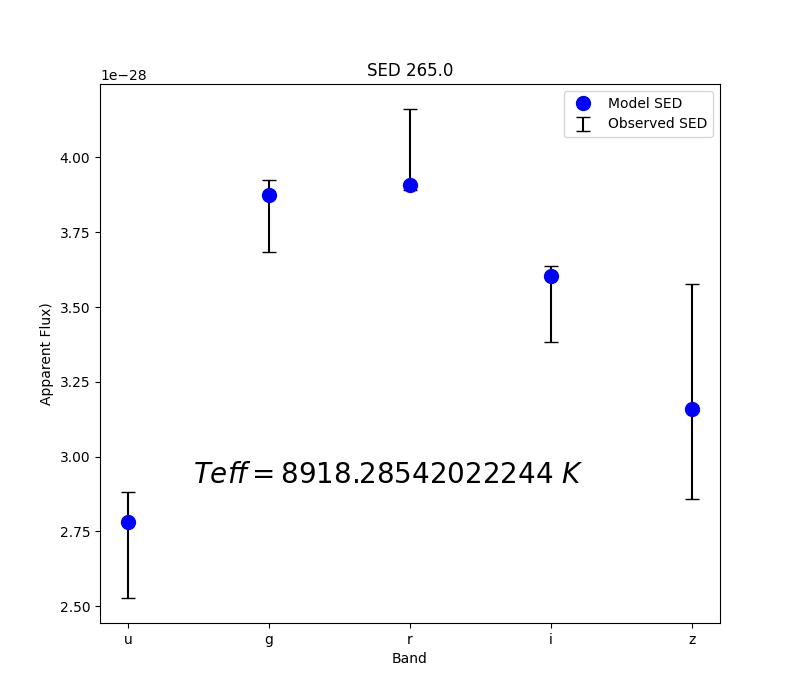 SED 265.0
1e−28
Model SED
Observed SED
4.00
3.75
3.50
3.25
3.00
2.75
2.50
Apparent Flux)
Teff = 8918.28542022244 K
u g r i z
Band